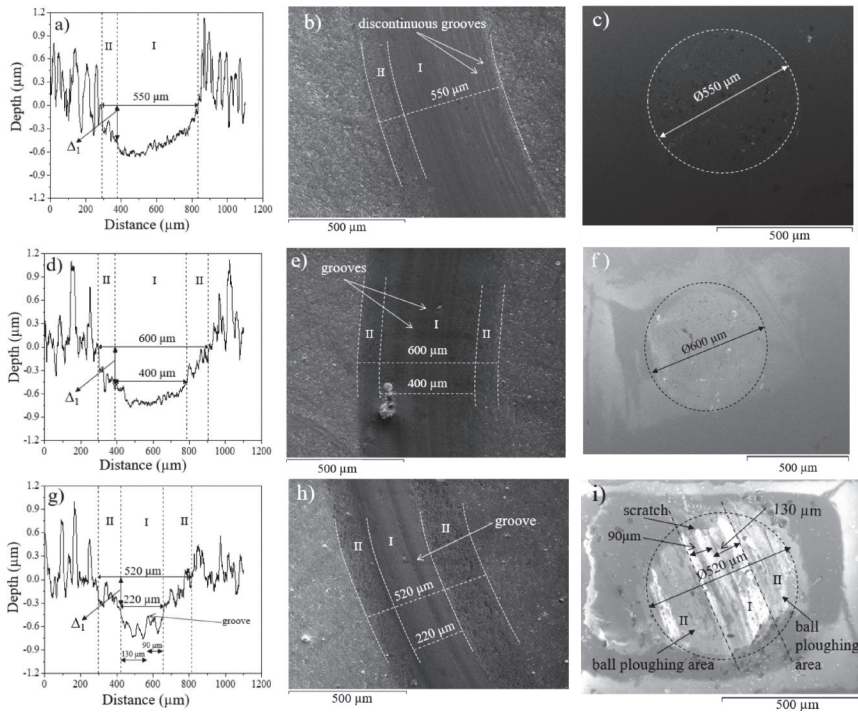 a)
II
I
550 µm
Δ1
Depth (µm)
1.2
0.9
0.6
0.3
0.0
-0.3
-0.6
-0.9
-1.2
0 200 400 600 800 1000 1200
Distance (µm)
b)
discontinuous grooves
II
I
550 µm
500 µm
c)
Ø550 µm
500 µm
d)
II
I
II
600 µm
400 µm
Δ1
Depth (µm)
1.2
0.9
0.6
0.3
0.0
-0.3
-0.6
-0.9
-1.2
0 200 400 600 800 1000 1200
Distance (µm)
e)
grooves
I
II
II
600 µm
400 µm
500 µm
f)
Ø600 µm
500 µm
g)
II
I
II
520 µm
220 µm
Δ1
groove
90 µm
130 µm
Depth (µm)
1.2
0.9
0.6
0.3
0.0
-0.3
-0.6
-0.9
-1.2
0 200 400 600 800 1000 1200
Distance (µm)
h)
II
I
II
groove
520 µm
220 µm
500 µm
i)
scratch
130 µm
90µm
Ø520 µm
II
I
II
ball ploughing area
ball
ploughing
area
500 µm